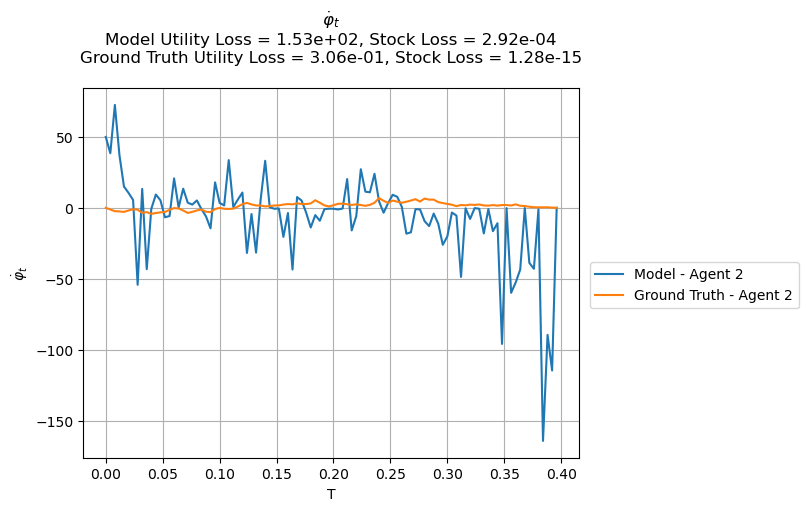 φ̇ₜ
Model Utility Loss = 1.53e+02, Stock Loss = 2.92e-04
Ground Truth Utility Loss = 3.06e-01, Stock Loss = 1.28e-15
φ̇ₜ
50
0
−50
−100
−150
0.00 0.05 0.10 0.15 0.20 0.25 0.30 0.35 0.40
T
Model - Agent 2
Ground Truth - Agent 2